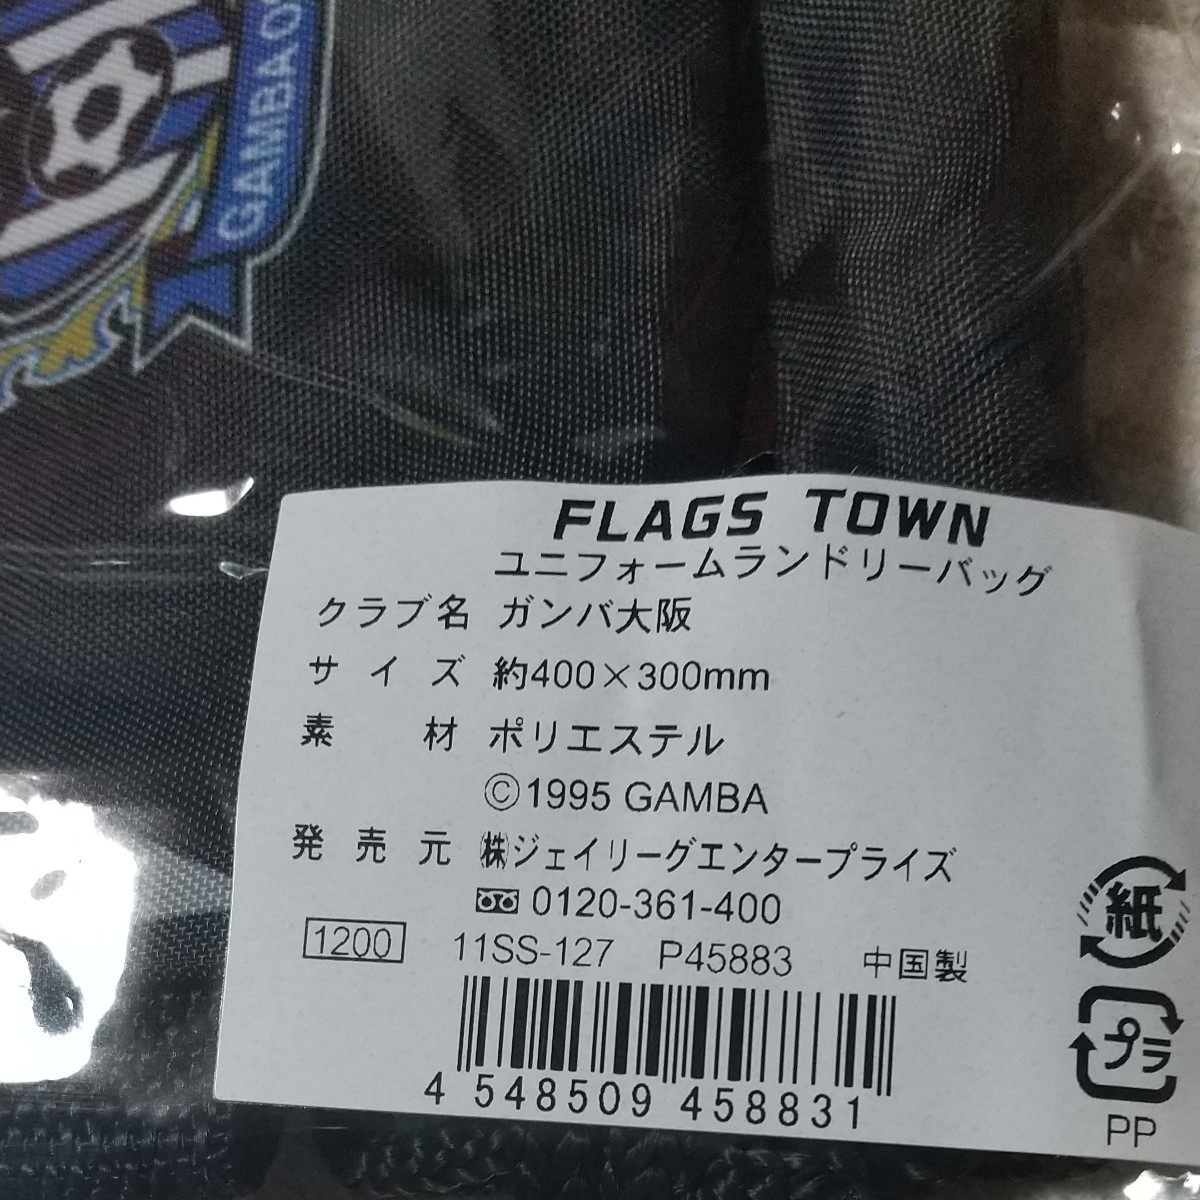 GAMBA
FLAGS TOWN
ユニフォームランドリーバッグ
クラブ名 ガンバ大阪
サイズ 約400×300mm
素材 ポリエステル
©1995 GAMBA
発売元 ㈱ジェイリーグエンタープライズ
0120-361-400
1200 11SS-127 P45883 中国製
4 548509 458831
紙
プラ
PP